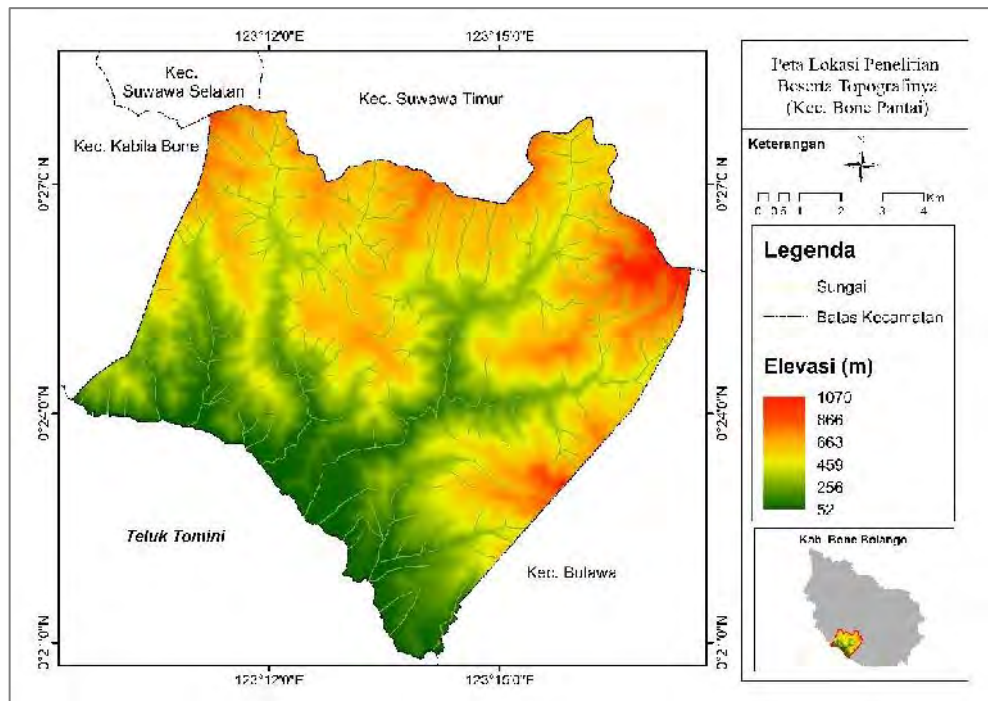 123°12'0"E 123°15'0"E
Kec.
Suwawa Selatan
Kec. Suwawa Timur
Kec. Kabila Bone
0°27'0"N
0°27'0"N
0°24'0"N
0°24'0"N
Teluk Tomini
Kec. Bulawa
0°21'0"N
0°21'0"N
123°12'0"E 123°15'0"E
Peta Lokasi Penelitian
Beserta Topografinya
(Kec. Bone Pantai)
Keterangan
Km
0 0.5 1 2 3 4
Legenda
Sungai
Batas Kecamatan
Elevasi (m)
1070
866
663
459
256
52
Kab. Bone Bolango